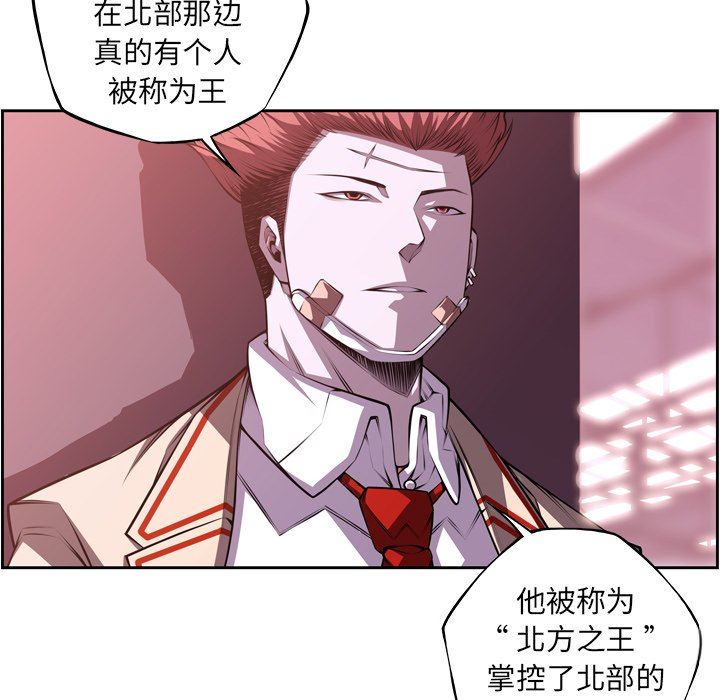 在北部那边
真的有个人
被称为王
他被称为
“北方之王”
掌控了北部的